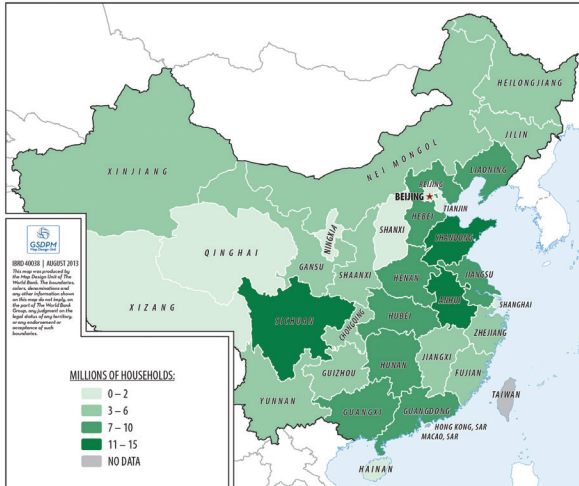 HEILONGJIANG
JILIN
NEI MONGOL
LIAONING
XINJIANG
BEIJING
BEIJING
TIANJIN
HEBEI
SHANXI
NINGXIA
SHANDONG
QINGHAI
GANSU
SHAANXI
HENAN
JIANGSU
ANHUI
SHANGHAI
XIZANG
SICHUAN
CHONGQING
HUBEI
ZHEJIANG
HUNAN
JIANGXI
FUJIAN
GUIZHOU
YUNNAN
GUANGXI
GUANGDONG
TAIWAN
HONG KONG, SAR
MACAO, SAR
HAINAN
GSDPM
Map Design Unit
IBRD 40038 | AUGUST 2013
This map was produced by
the Map Design Unit of The
World Bank. The boundaries,
colors, denominations and
any other information shown
on this map do not imply, on
the part of The World Bank
Group, any judgment on the
legal status of any territory,
or any endorsement or
acceptance of such
boundaries.
MILLIONS OF HOUSEHOLDS:
0 – 2
3 – 6
7 – 10
11 – 15
NO DATA